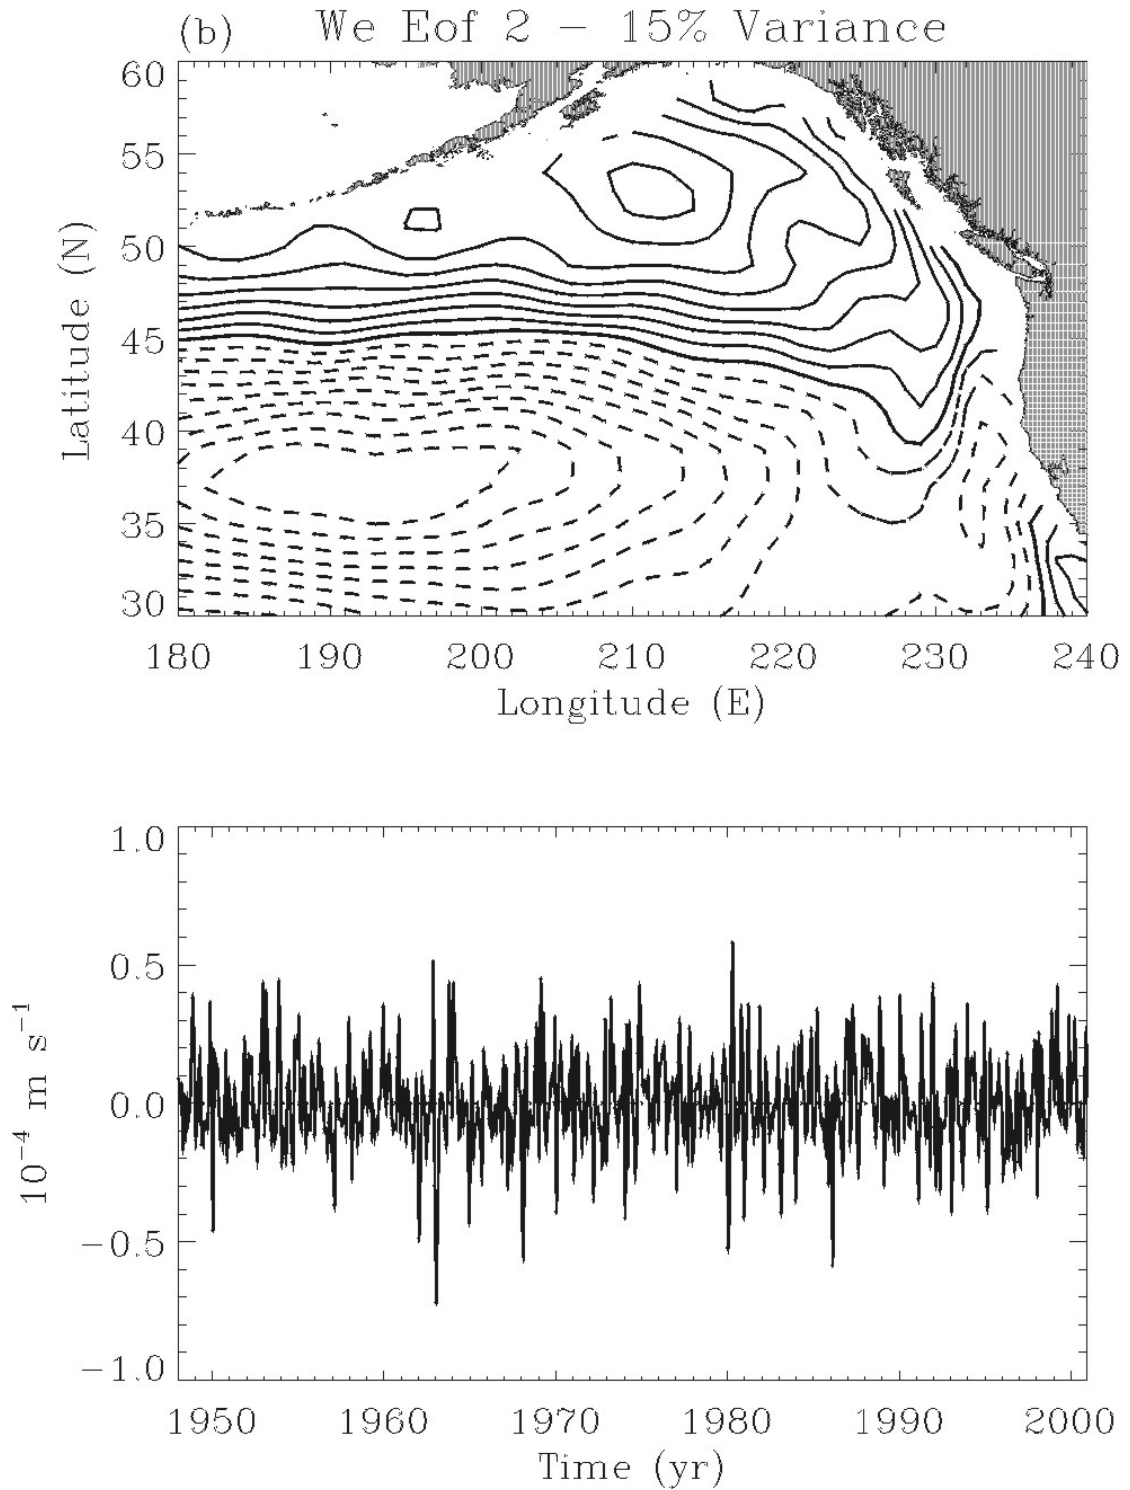 (b) We Eof 2 – 15% Variance
60
55
50
45
40
35
30
Latitude (N)
180 190 200 210 220 230 240
Longitude (E)
1.0
0.5
0.0
−0.5
−1.0
10⁻⁴ m s⁻¹
1950 1960 1970 1980 1990 2000
Time (yr)